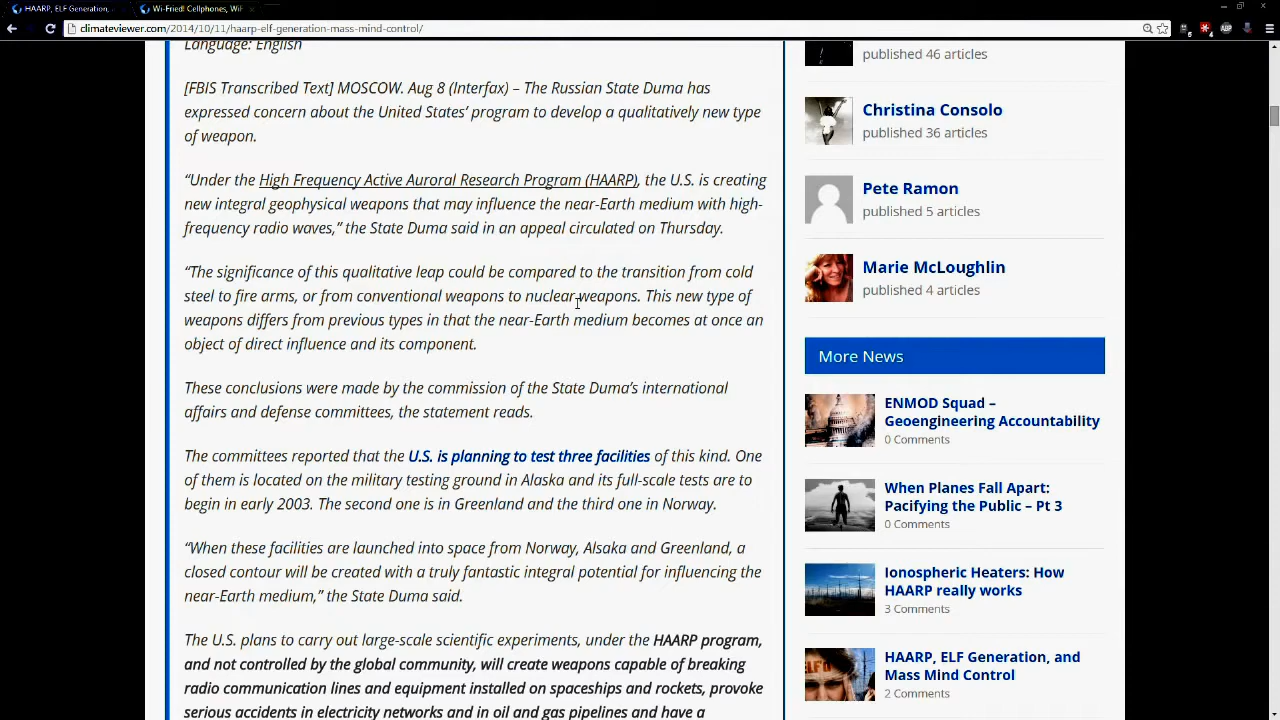 HAARP, ELF Generation,
Wi-Fried! Cellphones, WiF
climateviewer.com/2014/10/11/haarp-elf-generation-mass-mind-control/
Language: English
[FBIS Transcribed Text] MOSCOW. Aug 8 (Interfax) – The Russian State Duma has
expressed concern about the United States’ program to develop a qualitatively new type
of weapon.
“Under the High Frequency Active Auroral Research Program (HAARP), the U.S. is creating
new integral geophysical weapons that may influence the near-Earth medium with high-
frequency radio waves,” the State Duma said in an appeal circulated on Thursday.
“The significance of this qualitative leap could be compared to the transition from cold
steel to fire arms, or from conventional weapons to nuclear weapons. This new type of
weapons differs from previous types in that the near-Earth medium becomes at once an
object of direct influence and its component.
These conclusions were made by the commission of the State Duma’s international
affairs and defense committees, the statement reads.
The committees reported that the U.S. is planning to test three facilities of this kind. One
of them is located on the military testing ground in Alaska and its full-scale tests are to
begin in early 2003. The second one is in Greenland and the third one in Norway.
“When these facilities are launched into space from Norway, Alsaka and Greenland, a
closed contour will be created with a truly fantastic integral potential for influencing the
near-Earth medium,” the State Duma said.
The U.S. plans to carry out large-scale scientific experiments, under the HAARP program,
and not controlled by the global community, will create weapons capable of breaking
radio communication lines and equipment installed on spaceships and rockets, provoke
serious accidents in electricity networks and in oil and gas pipelines and have a
published 46 articles
Christina Consolo
published 36 articles
Pete Ramon
published 5 articles
Marie McLoughlin
published 4 articles
More News
ENMOD Squad –
Geoengineering Accountability
0 Comments
When Planes Fall Apart:
Pacifying the Public – Pt 3
0 Comments
Ionospheric Heaters: How
HAARP really works
3 Comments
HAARP, ELF Generation, and
Mass Mind Control
2 Comments